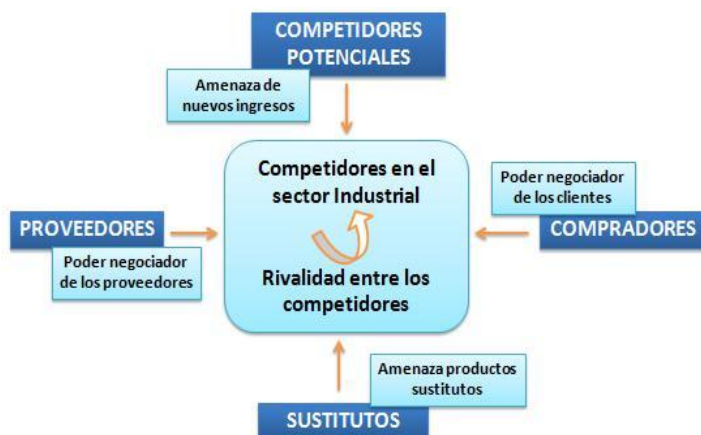 COMPETIDORES
POTENCIALES
Amenaza de
nuevos ingresos
Competidores en el
sector Industrial
Poder negociador
de los clientes
PROVEEDORES
COMPRADORES
Poder negociador
de los proveedores
Rivalidad entre los
competidores
Amenaza productos
sustitutos
SUSTITUTOS